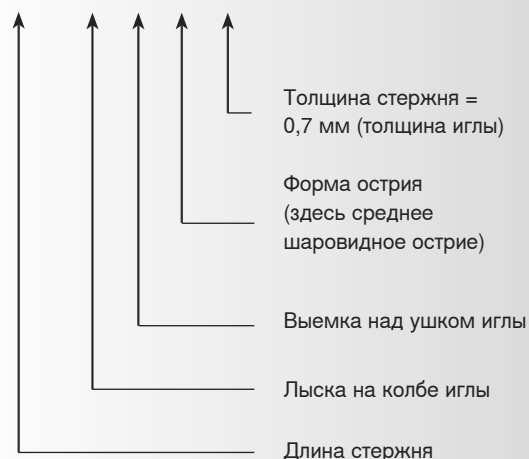 Толщина стержня =
0,7 мм (толщина иглы)
Форма острия
(здесь среднее
шаровидное острие)
Выемка над ушком иглы
Лыска на колбе иглы
Длина стержня